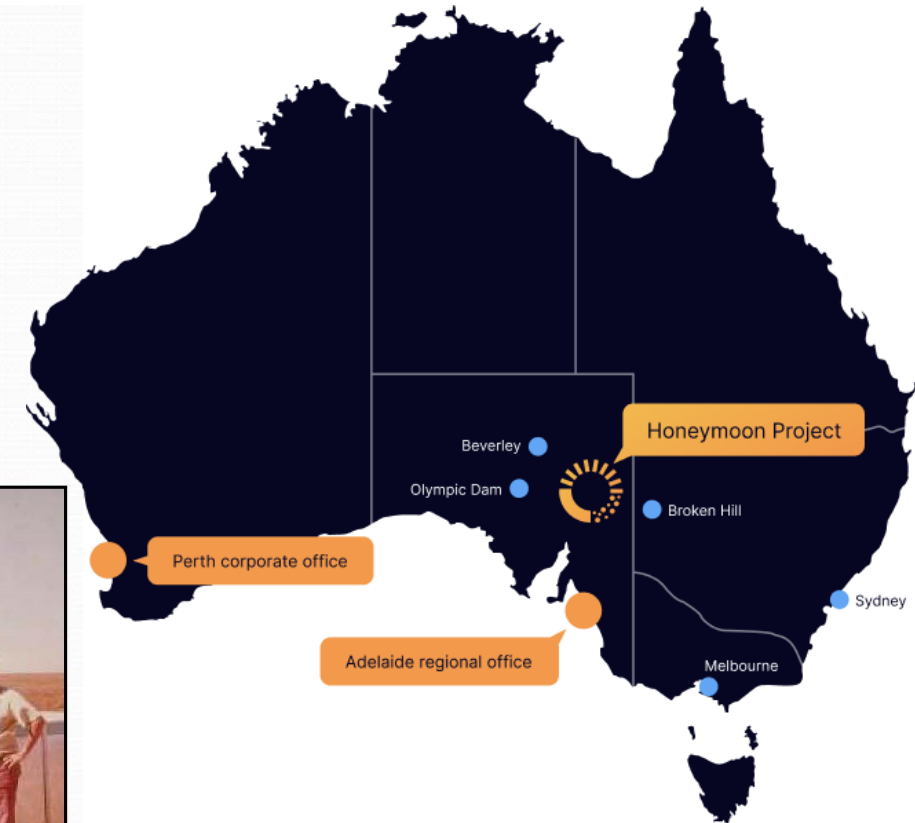 Honeymoon Project
Beverley
Olympic Dam
Broken Hill
Perth corporate office
Sydney
Adelaide regional office
Melbourne